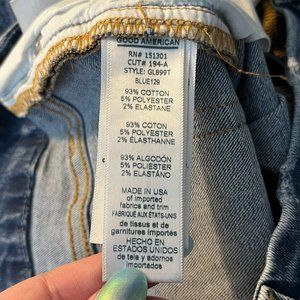 GOOD AMERICAN
RN# 151301
CUT# 194-A
STYLE: GLB99T
BLUE129
93% COTTON
5% POLYESTER
2% ELASTANE
93% COTON
5% POLYESTER
2% ÉLASTHANNE
93% ALGODÓN
5% POLIÉSTER
2% ELASTANO
MADE IN USA
of imported
fabrics and trim
FABRIQUÉ AUX ÉTATS-UNIS
de tissus et de
garnitures importés
HECHO EN
ESTADOS UNIDOS
de tela y adornos
importados